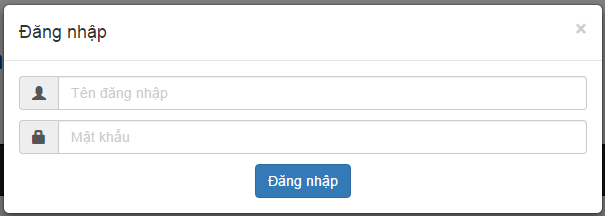 Đăng nhập
×
Tên đăng nhập
Mật khẩu
Đăng nhập